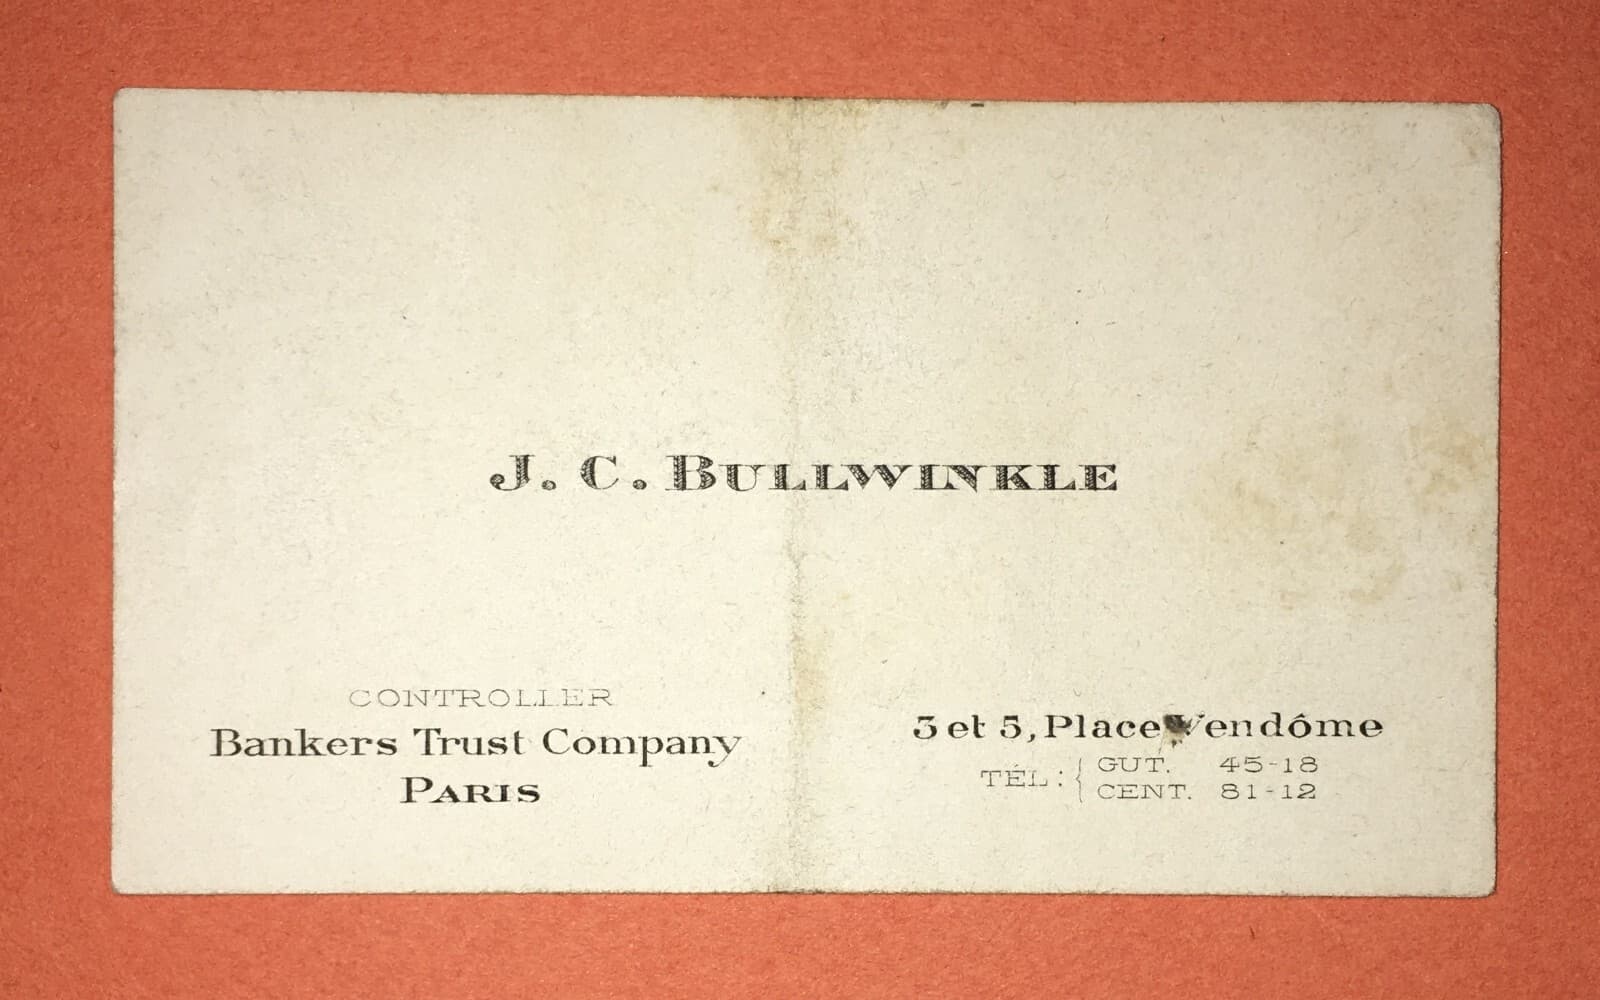 J. C. BULLWINKLE
CONTROLLER
Bankers Trust Company
PARIS
3 et 5, Place Vendôme
TÉL: { GUT. 45-18
CENT. 81-12